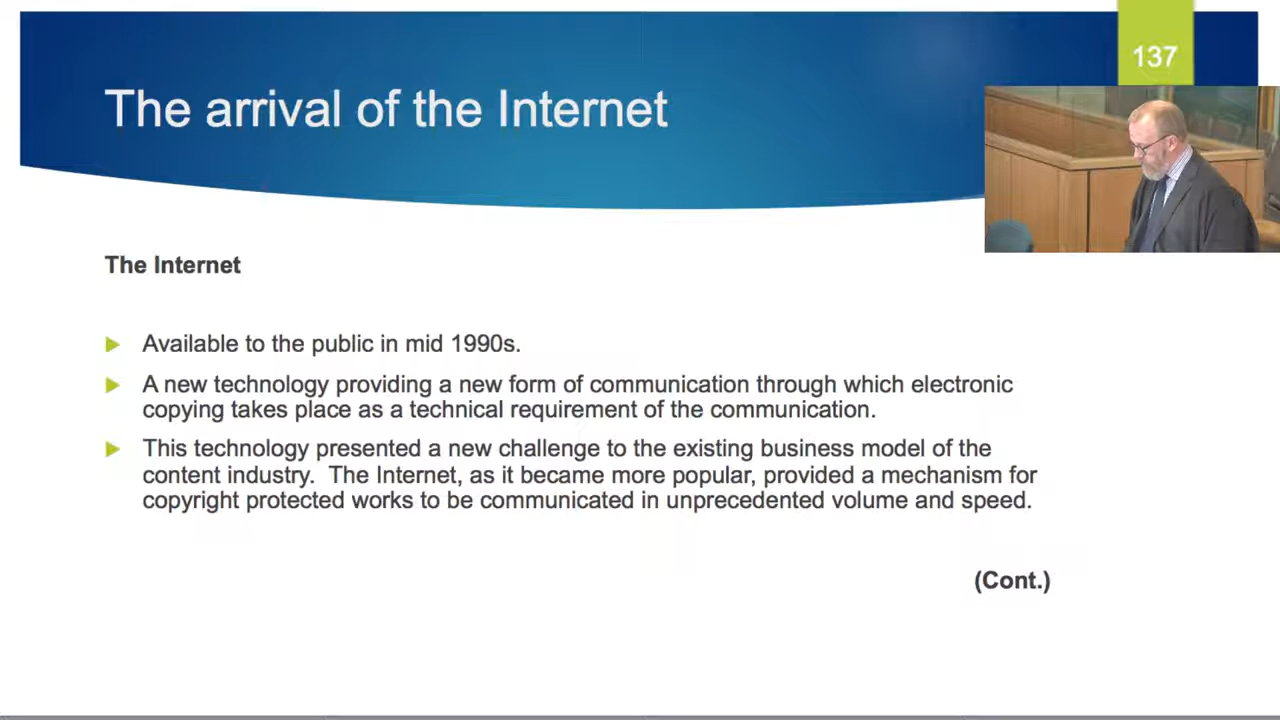 137
The arrival of the Internet
The Internet
Available to the public in mid 1990s.
A new technology providing a new form of communication through which electronic
copying takes place as a technical requirement of the communication.
This technology presented a new challenge to the existing business model of the
content industry.  The Internet, as it became more popular, provided a mechanism for
copyright protected works to be communicated in unprecedented volume and speed.
(Cont.)